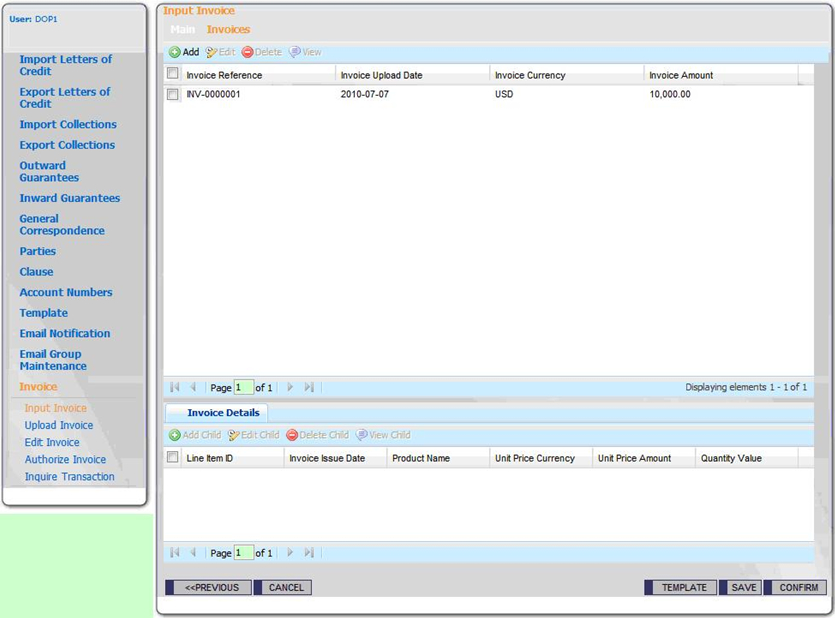 User: DOP1
Import Letters of
Credit
Export Letters of
Credit
Import Collections
Export Collections
Outward
Guarantees
Inward Guarantees
General
Correspondence
Parties
Clause
Account Numbers
Template
Email Notification
Email Group
Maintenance
Invoice
Input Invoice
Upload Invoice
Edit Invoice
Authorize Invoice
Inquire Transaction
Input Invoice
Main Invoices
Add Edit Delete View
Invoice Reference Invoice Upload Date Invoice Currency Invoice Amount
INV-0000001 2010-07-07 USD 10,000.00
Page 1 of 1 Displaying elements 1 - 1 of 1
Invoice Details
Add Child Edit Child Delete Child View Child
Line Item ID Invoice Issue Date Product Name Unit Price Currency Unit Price Amount Quantity Value
Page 1 of 1
<<PREVIOUS CANCEL TEMPLATE SAVE CONFIRM